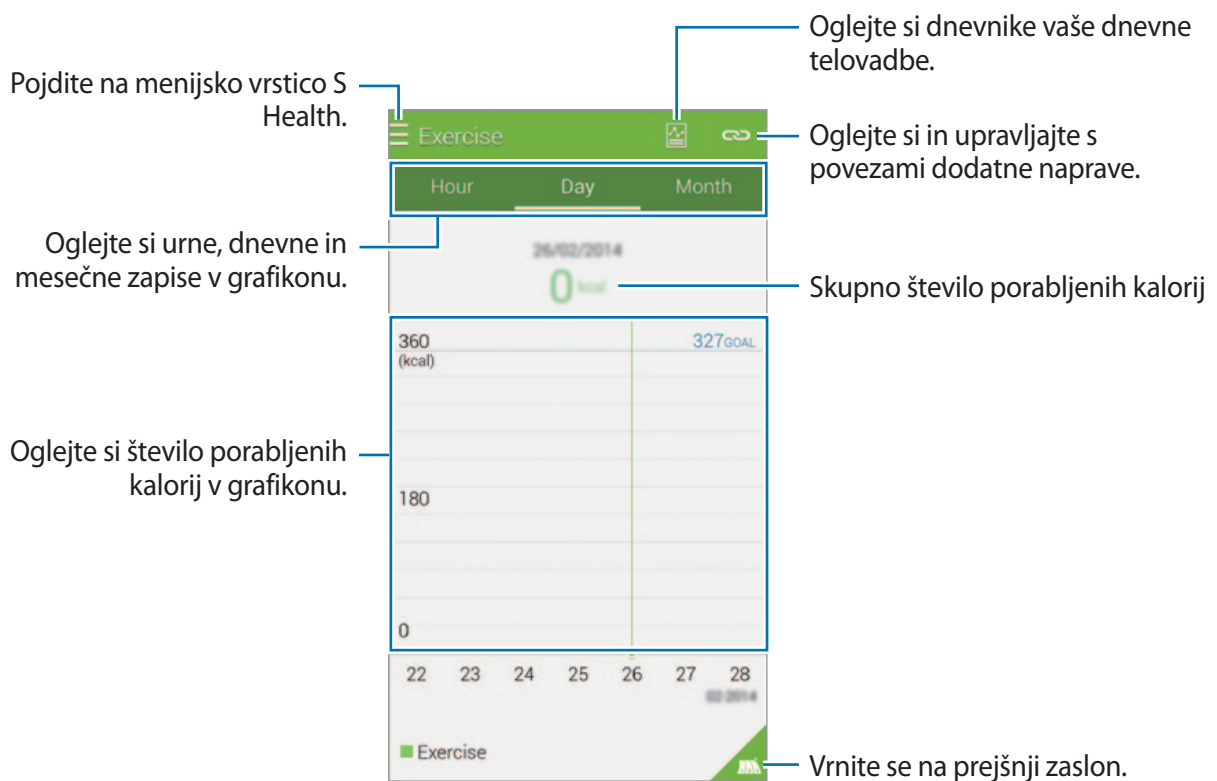 Oglejte si dnevnike vaše dnevne
telovadbe.
Pojdite na menijsko vrstico S
Health.
Exercise
Oglejte si in upravljajte s
povezami dodatne naprave.
Hour Day Month
Oglejte si urne, dnevne in
mesečne zapise v grafikonu.
26/02/2014
0 kcal
Skupno število porabljenih kalorij
360
(kcal)
327 GOAL
Oglejte si število porabljenih
kalorij v grafikonu.
180
0
22 23 24 25 26 27 28
02/2014
Exercise
Vrnite se na prejšnji zaslon.